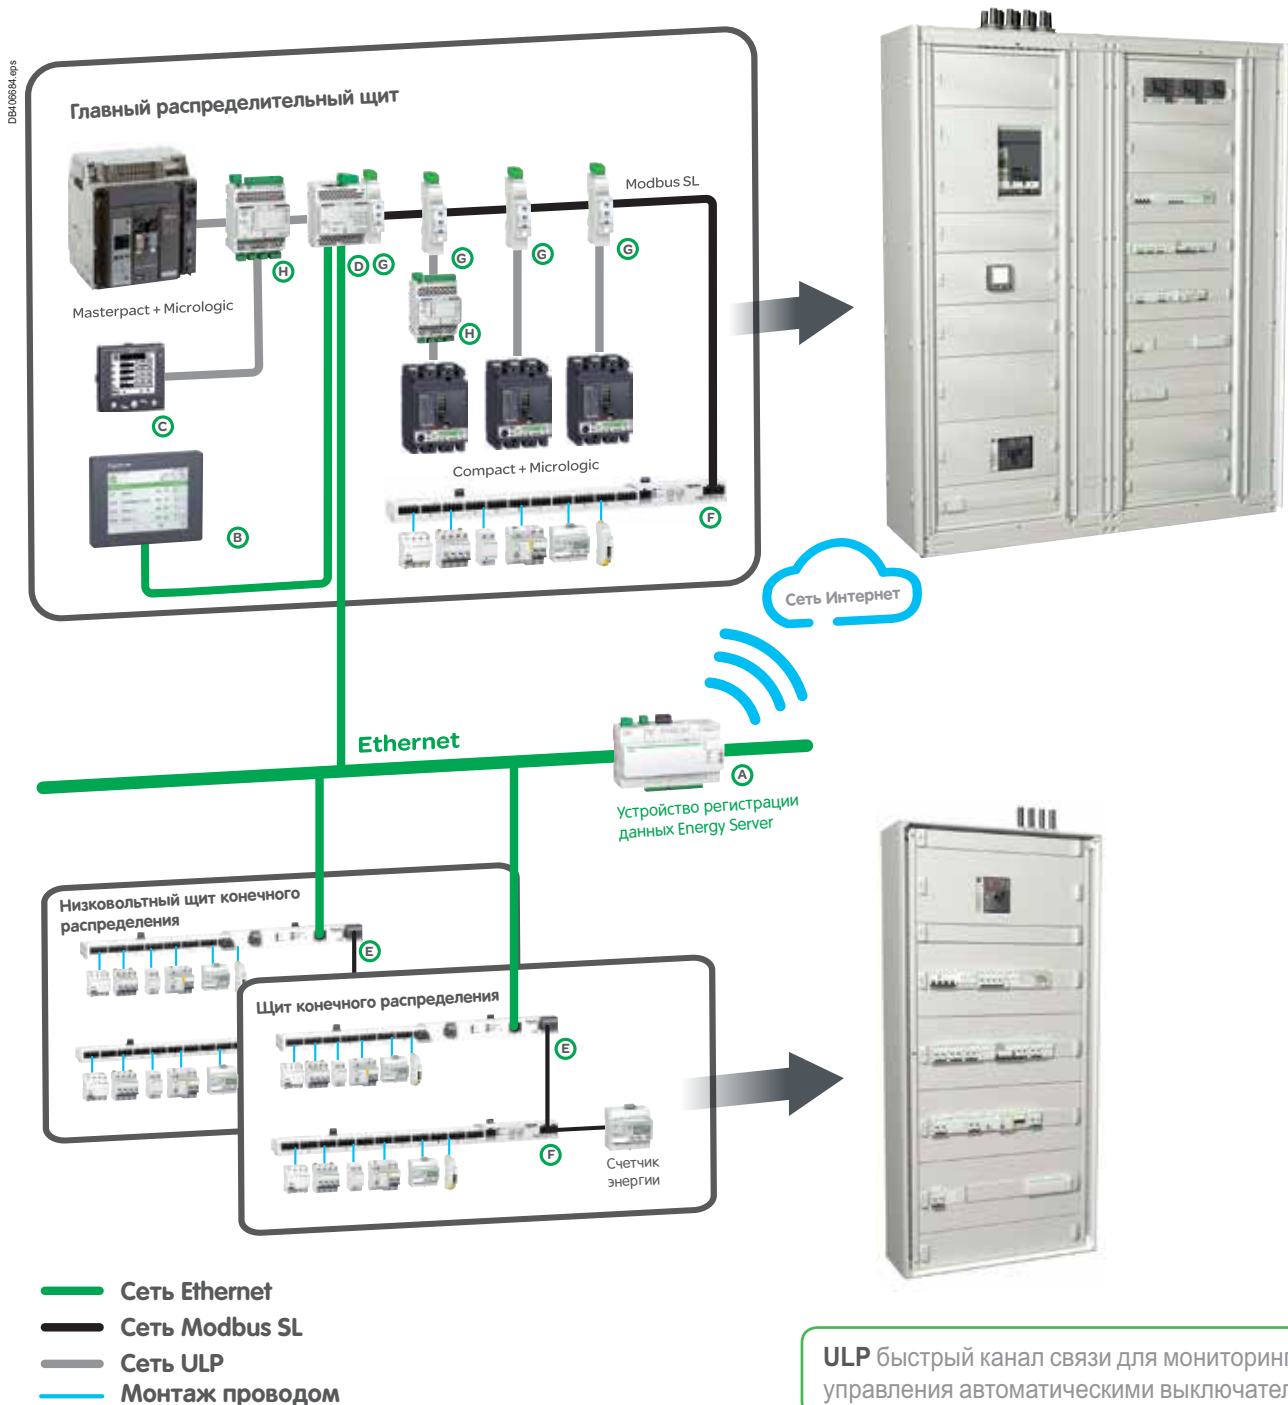 DB406684.eps
Главный распределительный щит
Modbus SL
H
D
G
G
G
G
Masterpact + Micrologic
H
C
Compact + Micrologic
B
F
Сеть Интернет
Ethernet
A
Устройство регистрации
данных Energy Server
Низковольтный щит конечного
распределения
E
Щит конечного распределения
E
F
Счетчик
энергии
Сеть Ethernet
Сеть Modbus SL
Сеть ULP
Монтаж проводом
ULP быстрый канал связи для мониторинг
управления автоматическими выключател